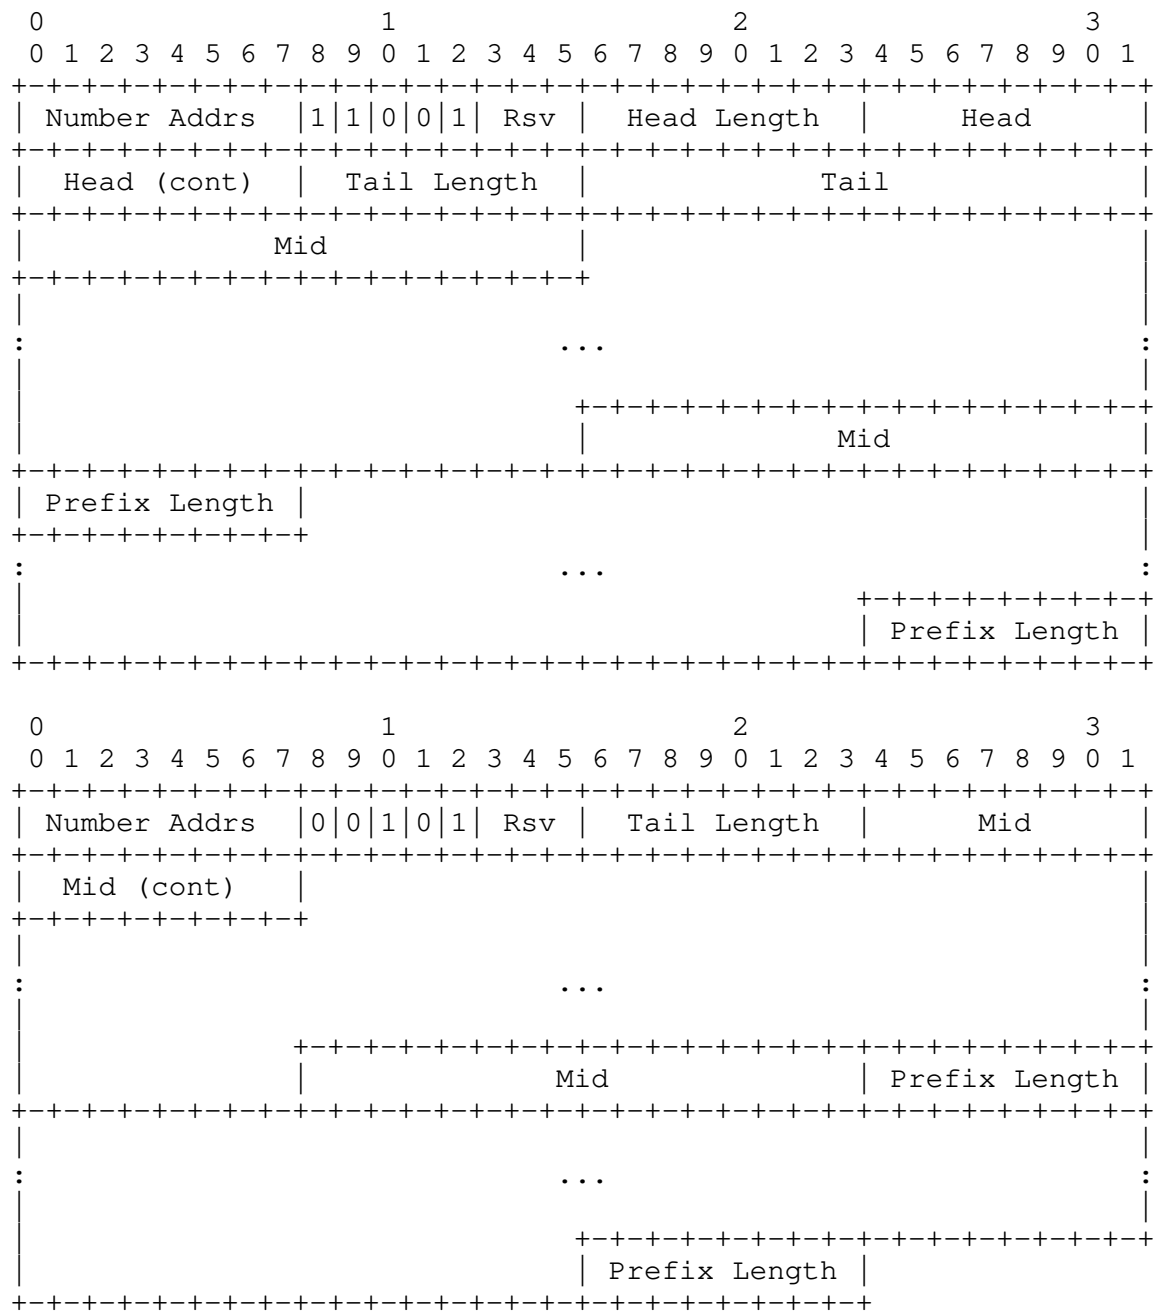 0                   1                   2                   3
 0 1 2 3 4 5 6 7 8 9 0 1 2 3 4 5 6 7 8 9 0 1 2 3 4 5 6 7 8 9 0 1
+-+-+-+-+-+-+-+-+-+-+-+-+-+-+-+-+-+-+-+-+-+-+-+-+-+-+-+-+-+-+-+-+
| Number Addrs  |1|1|0|0|1| Rsv |  Head Length  |     Head      |
+-+-+-+-+-+-+-+-+-+-+-+-+-+-+-+-+-+-+-+-+-+-+-+-+-+-+-+-+-+-+-+-+
|  Head (cont)  |  Tail Length  |             Tail              |
+-+-+-+-+-+-+-+-+-+-+-+-+-+-+-+-+-+-+-+-+-+-+-+-+-+-+-+-+-+-+-+-+
|              Mid              |                               |
+-+-+-+-+-+-+-+-+-+-+-+-+-+-+-+-+                               |
|                                                               |
:                              ...                              :
|                                                               |
|                               +-+-+-+-+-+-+-+-+-+-+-+-+-+-+-+-+
|                               |              Mid              |
+-+-+-+-+-+-+-+-+-+-+-+-+-+-+-+-+-+-+-+-+-+-+-+-+-+-+-+-+-+-+-+-+
| Prefix Length |                                               |
+-+-+-+-+-+-+-+-+                                               |
:                              ...                              :
|                                               +-+-+-+-+-+-+-+-+
|                                               | Prefix Length |
+-+-+-+-+-+-+-+-+-+-+-+-+-+-+-+-+-+-+-+-+-+-+-+-+-+-+-+-+-+-+-+-+
 0                   1                   2                   3
 0 1 2 3 4 5 6 7 8 9 0 1 2 3 4 5 6 7 8 9 0 1 2 3 4 5 6 7 8 9 0 1
+-+-+-+-+-+-+-+-+-+-+-+-+-+-+-+-+-+-+-+-+-+-+-+-+-+-+-+-+-+-+-+-+
| Number Addrs  |0|0|1|0|1| Rsv |  Tail Length  |      Mid      |
+-+-+-+-+-+-+-+-+-+-+-+-+-+-+-+-+-+-+-+-+-+-+-+-+-+-+-+-+-+-+-+-+
|  Mid (cont)   |                                               |
+-+-+-+-+-+-+-+-+                                               |
|                                                               |
:                              ...                              :
|                                                               |
|               +-+-+-+-+-+-+-+-+-+-+-+-+-+-+-+-+-+-+-+-+-+-+-+-+
|               |              Mid              | Prefix Length |
+-+-+-+-+-+-+-+-+-+-+-+-+-+-+-+-+-+-+-+-+-+-+-+-+-+-+-+-+-+-+-+-+
|                                                               |
:                              ...                              :
|                                                               |
|                               +-+-+-+-+-+-+-+-+-+-+-+-+-+-+-+-+
|                               | Prefix Length |
+-+-+-+-+-+-+-+-+-+-+-+-+-+-+-+-+-+-+-+-+-+-+-+-+